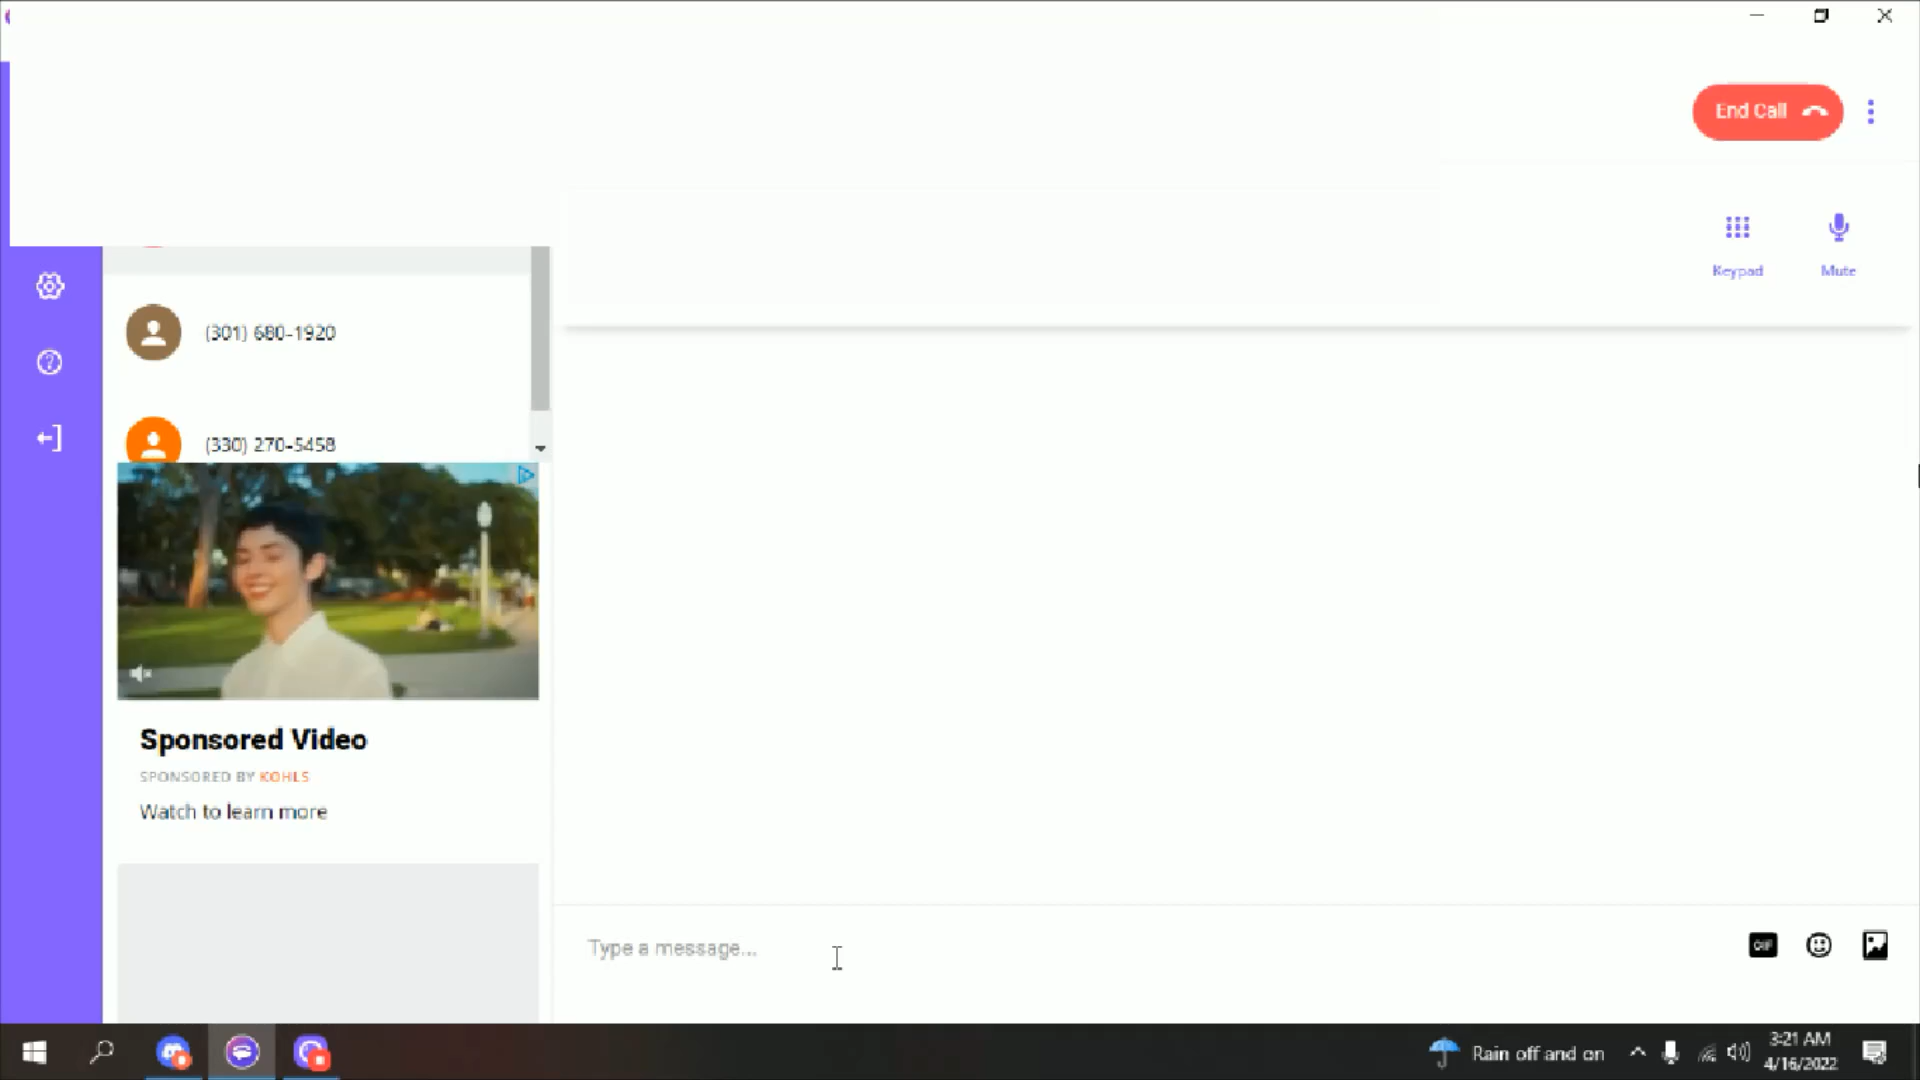 End Call
Keypad
Mute
(301) 680-1920
(330) 270-5458
Sponsored Video
SPONSORED BY KOHLS
Watch to learn more
Type a message...
GIF
Rain off and on
3:21 AM
4/16/2022